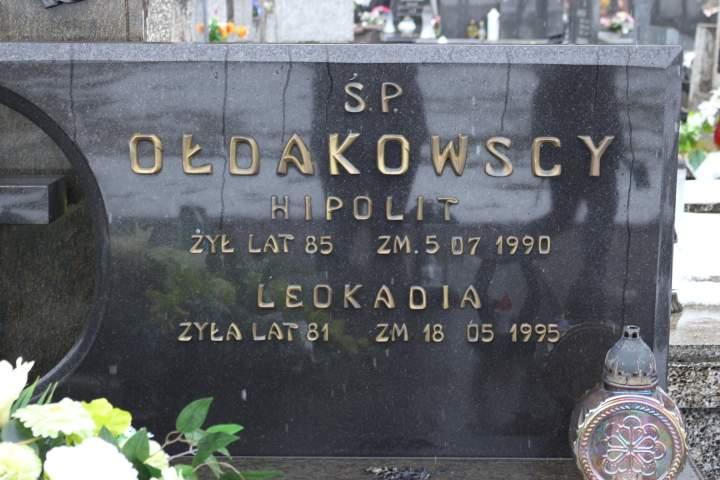 Ś.P.
OŁDAKOWSCY
HIPOLIT
ŻYŁ LAT 85 ZM. 5 07 1990
LEOKADIA
ŻYŁA LAT 81 ZM 18 05 1995